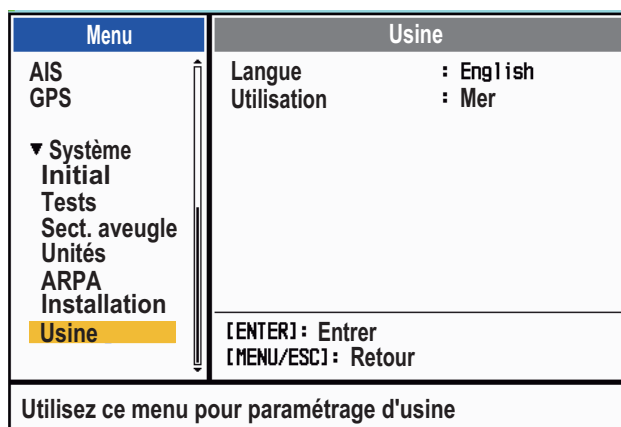 Menu
AIS
GPS
▼ Système
Initial
Tests
Sect. aveugle
Unités
ARPA
Installation
Usine
Usine
Langue : English
Utilisation : Mer
[ENTER]: Entrer
[MENU/ESC]: Retour
Utilisez ce menu pour paramétrage d'usine